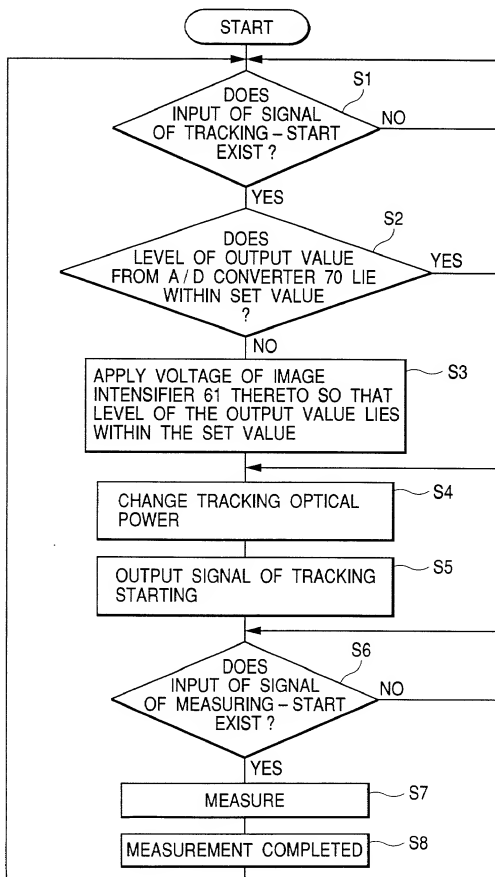 START
S1
DOES
INPUT OF SIGNAL
OF TRACKING-START
EXIST?
NO
YES
S2
DOES
LEVEL OF OUTPUT VALUE
FROM A/D CONVERTER 70 LIE
WITHIN SET VALUE
?
YES
NO
S3
APPLY VOLTAGE OF IMAGE
INTENSIFIER 61 THERETO SO THAT
LEVEL OF THE OUTPUT VALUE LIES
WITHIN THE SET VALUE
S4
CHANGE TRACKING OPTICAL
POWER
S5
OUTPUT SIGNAL OF TRACKING
STARTING
S6
DOES
INPUT OF SIGNAL
OF MEASURING-START
EXIST?
NO
YES
S7
MEASURE
S8
MEASUREMENT COMPLETED